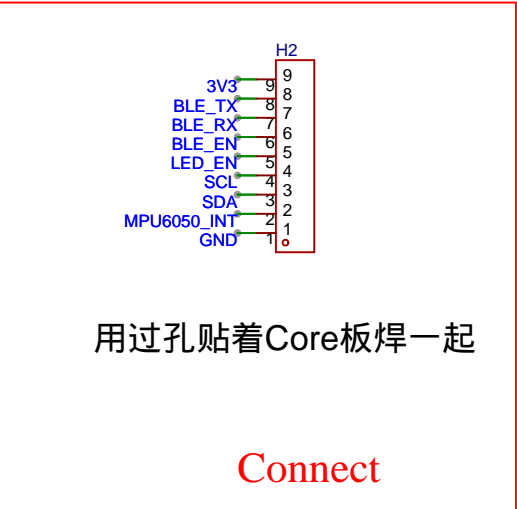 H2
3V3 9 9
BLE_TX 8 8
BLE_RX 7 7
BLE_EN 6 6
LED_EN 5 5
SCL 4 4
SDA 3 3
MPU6050_INT 2 2
GND 1 1
用过孔贴着Core板焊一起
Connect